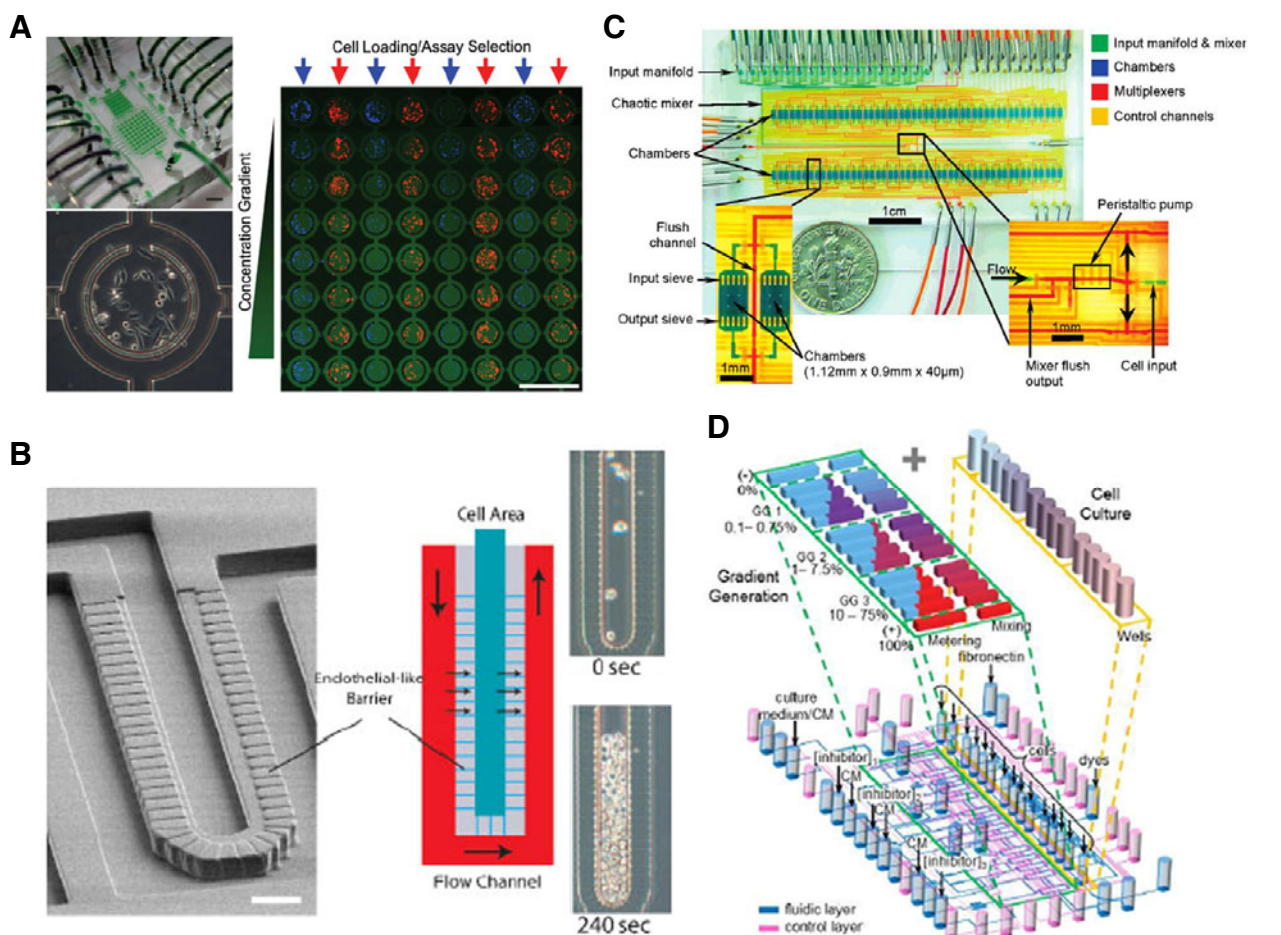 A
Cell Loading/Assay Selection
Concentration Gradient
B
Cell Area
Endothelial-like
Barrier
Flow Channel
0 sec
240 sec
C
Input manifold
Chaotic mixer
Chambers
Input manifold & mixer
Chambers
Multiplexers
Control channels
1cm
Flush
channel
Input sieve
Output sieve
1mm
Chambers
(1.12mm x 0.9mm x 40µm)
Peristaltic pump
Flow
1mm
Mixer flush
output
Cell input
D
+
(-)
0%
GG 1
0.1– 0.75%
GG 2
1– 7.5%
GG 3
10 – 75%
(+)
100%
Gradient
Generation
Metering
Mixing
Cell
Culture
Wells
fibronectin
culture
medium/CM
cells
dyes
[inhibitor]1
CM
[inhibitor]2
CM
CM
[inhibitor]3
fluidic layer
control layer